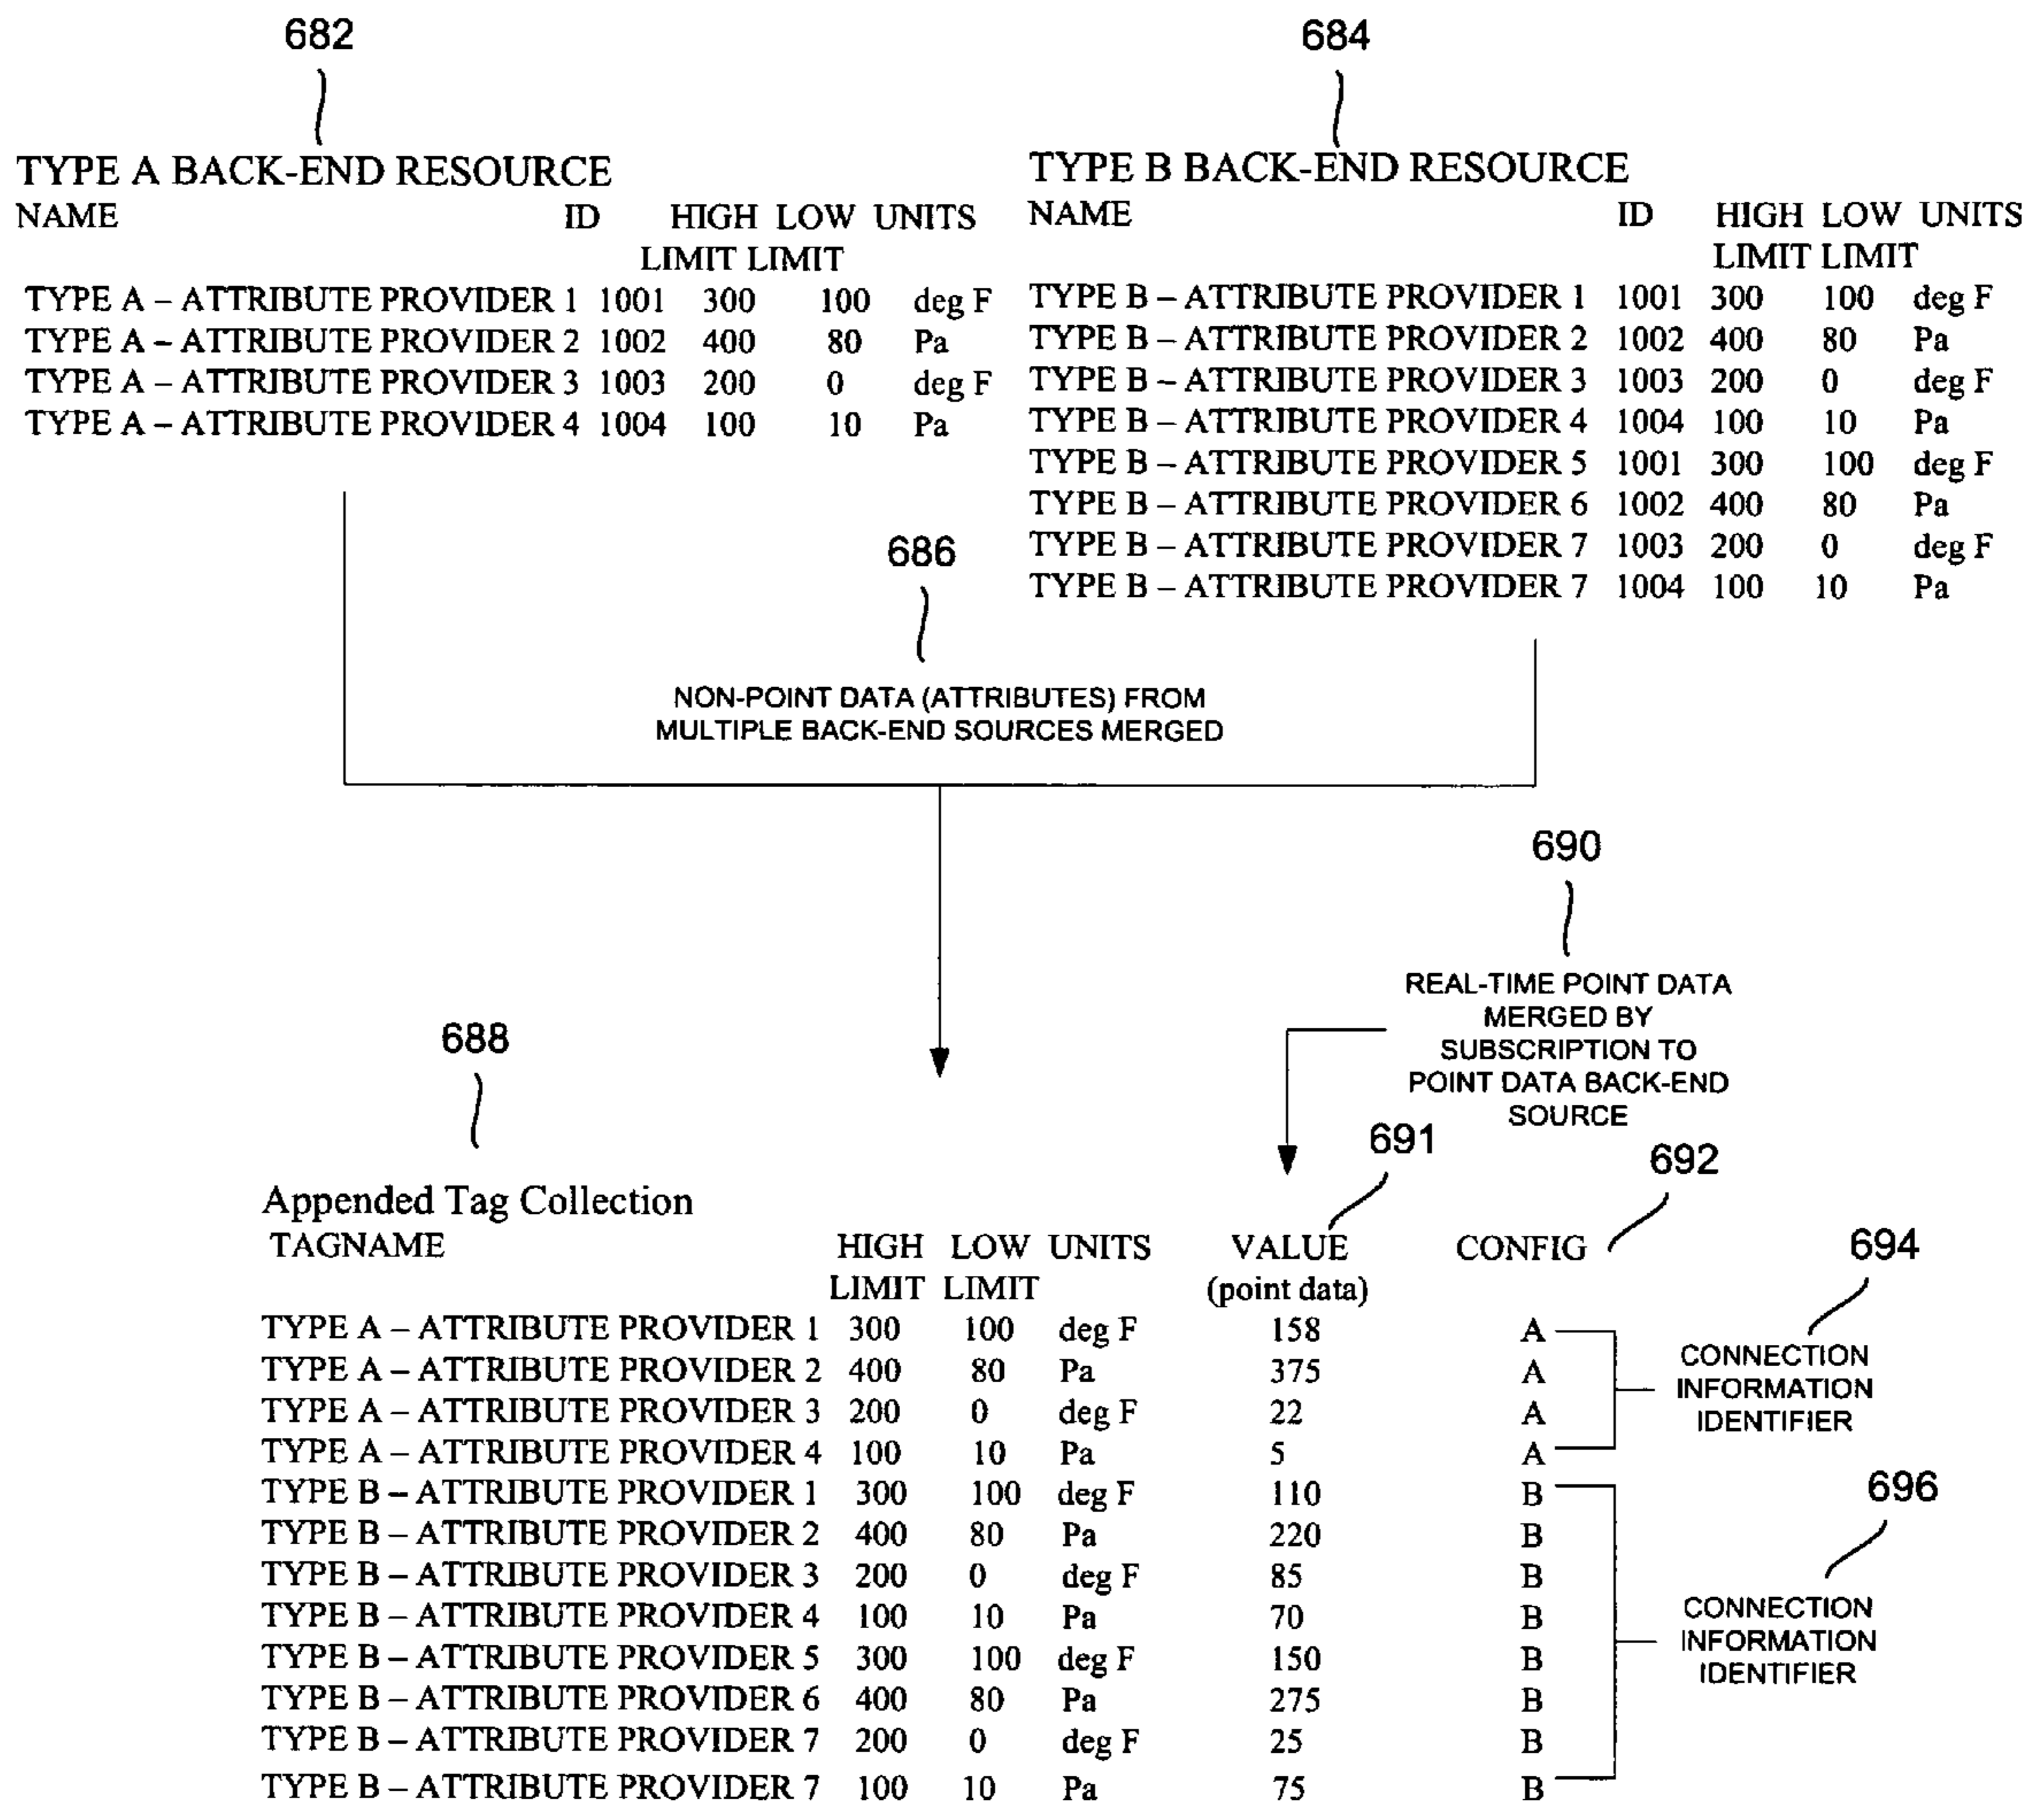 682
684
TYPE A BACK-END RESOURCE
NAME ID HIGH LOW UNITS
LIMIT LIMIT
TYPE A – ATTRIBUTE PROVIDER 1 1001 300 100 deg F
TYPE A – ATTRIBUTE PROVIDER 2 1002 400 80 Pa
TYPE A – ATTRIBUTE PROVIDER 3 1003 200 0 deg F
TYPE A – ATTRIBUTE PROVIDER 4 1004 100 10 Pa
TYPE B BACK-END RESOURCE
NAME ID HIGH LOW UNITS
LIMIT LIMIT
TYPE B – ATTRIBUTE PROVIDER 1 1001 300 100 deg F
TYPE B – ATTRIBUTE PROVIDER 2 1002 400 80 Pa
TYPE B – ATTRIBUTE PROVIDER 3 1003 200 0 deg F
TYPE B – ATTRIBUTE PROVIDER 4 1004 100 10 Pa
TYPE B – ATTRIBUTE PROVIDER 5 1001 300 100 deg F
TYPE B – ATTRIBUTE PROVIDER 6 1002 400 80 Pa
TYPE B – ATTRIBUTE PROVIDER 7 1003 200 0 deg F
TYPE B – ATTRIBUTE PROVIDER 7 1004 100 10 Pa
686
NON-POINT DATA (ATTRIBUTES) FROM
MULTIPLE BACK-END SOURCES MERGED
690
REAL-TIME POINT DATA
MERGED BY
SUBSCRIPTION TO
POINT DATA BACK-END
SOURCE
688
691
692
694
696
Appended Tag Collection
TAGNAME HIGH LOW UNITS VALUE CONFIG
LIMIT LIMIT (point data)
TYPE A – ATTRIBUTE PROVIDER 1 300 100 deg F 158 A
TYPE A – ATTRIBUTE PROVIDER 2 400 80 Pa 375 A
TYPE A – ATTRIBUTE PROVIDER 3 200 0 deg F 22 A
TYPE A – ATTRIBUTE PROVIDER 4 100 10 Pa 5 A
TYPE B – ATTRIBUTE PROVIDER 1 300 100 deg F 110 B
TYPE B – ATTRIBUTE PROVIDER 2 400 80 Pa 220 B
TYPE B – ATTRIBUTE PROVIDER 3 200 0 deg F 85 B
TYPE B – ATTRIBUTE PROVIDER 4 100 10 Pa 70 B
TYPE B – ATTRIBUTE PROVIDER 5 300 100 deg F 150 B
TYPE B – ATTRIBUTE PROVIDER 6 400 80 Pa 275 B
TYPE B – ATTRIBUTE PROVIDER 7 200 0 deg F 25 B
TYPE B – ATTRIBUTE PROVIDER 7 100 10 Pa 75 B
CONNECTION
INFORMATION
IDENTIFIER
CONNECTION
INFORMATION
IDENTIFIER